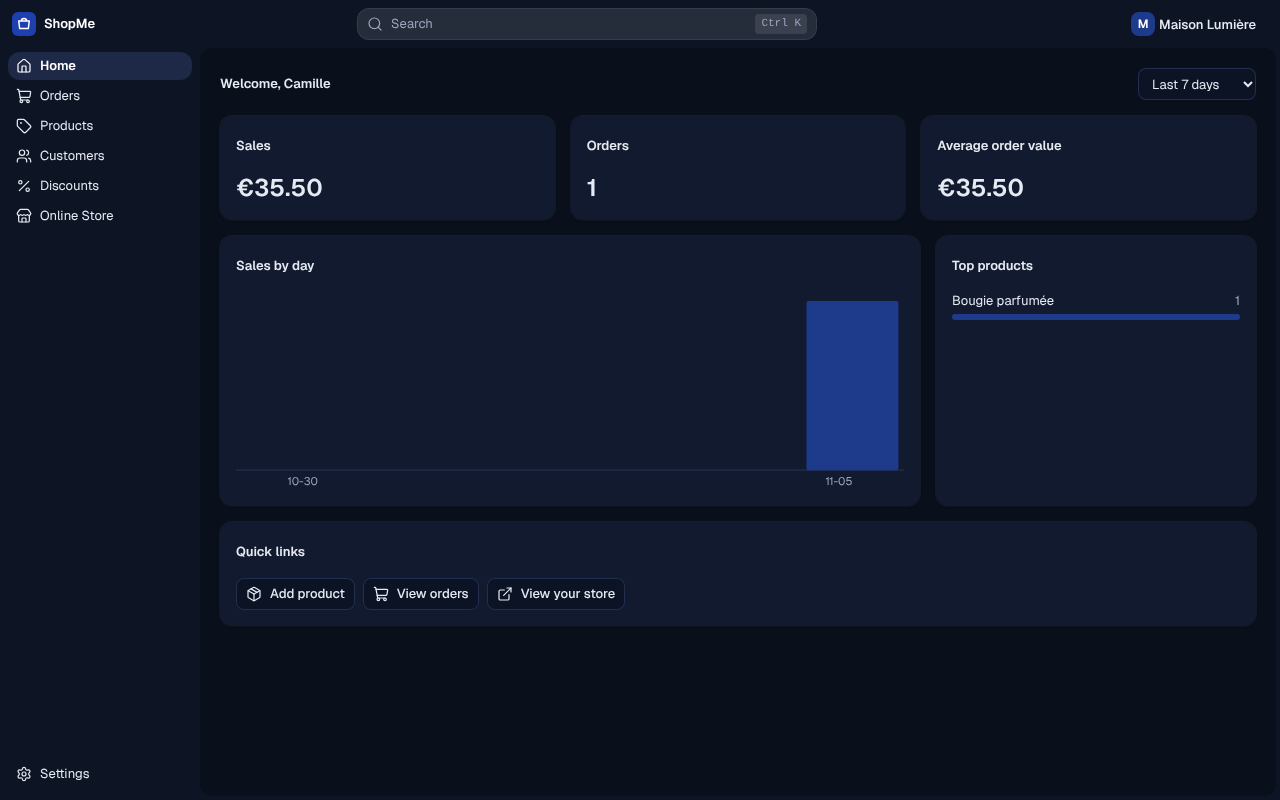 ShopMe
Search
Ctrl K
M
Maison Lumière
Home
Orders
Products
Customers
Discounts
Online Store
Settings
Welcome, Camille
Last 7 days
Sales
€35.50
Orders
1
Average order value
€35.50
Sales by day
10-30
11-05
Top products
Bougie parfumée
1
Quick links
Add product
View orders
View your store